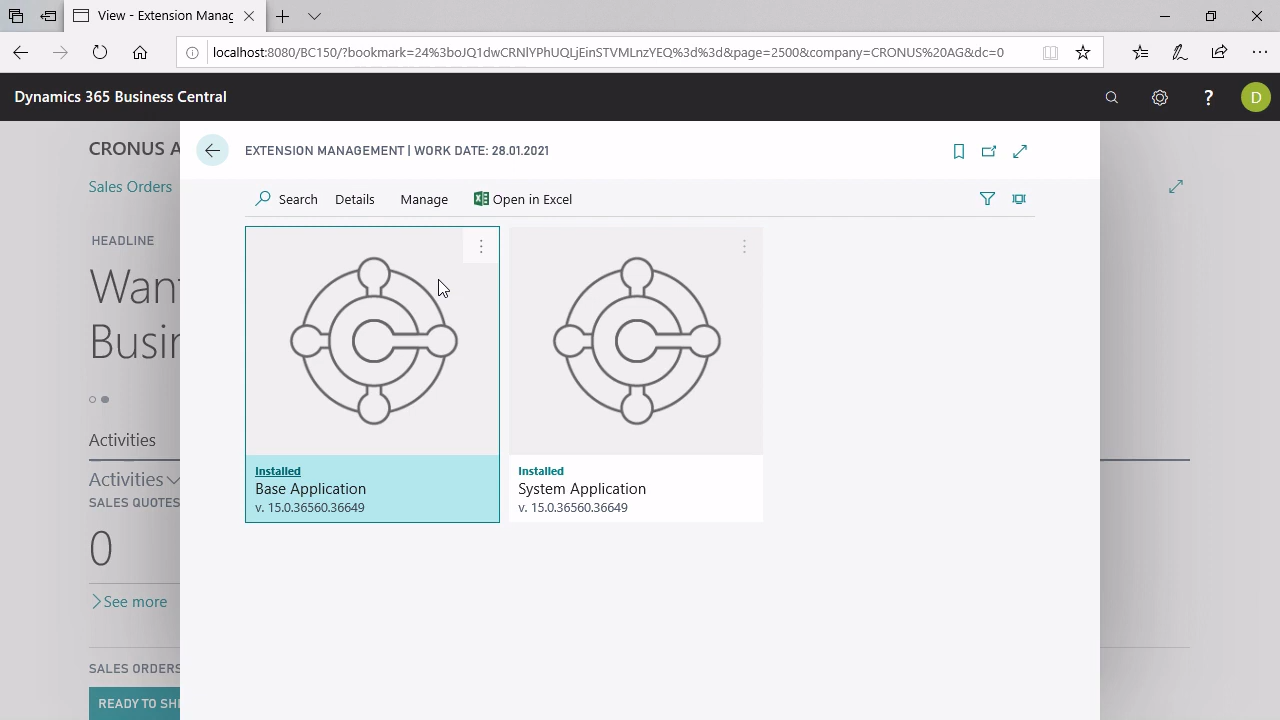 View - Extension Manag
localhost:8080/BC150/?bookmark=24%3boJQ1dwCRNlYPhUQLjEinSTVMLnzYEQ%3d%3d&page=2500&company=CRONUS%20AG&dc=0
Dynamics 365 Business Central
?
D
CRONUS A
EXTENSION MANAGEMENT | WORK DATE: 28.01.2021
Sales Orders
Search Details Manage Open in Excel
HEADLINE
Want
Busin
Activities
Activities
SALES QUOTES
0
See more
SALES ORDERS
READY TO SHI
Installed
Base Application
v. 15.0.36560.36649
Installed
System Application
v. 15.0.36560.36649